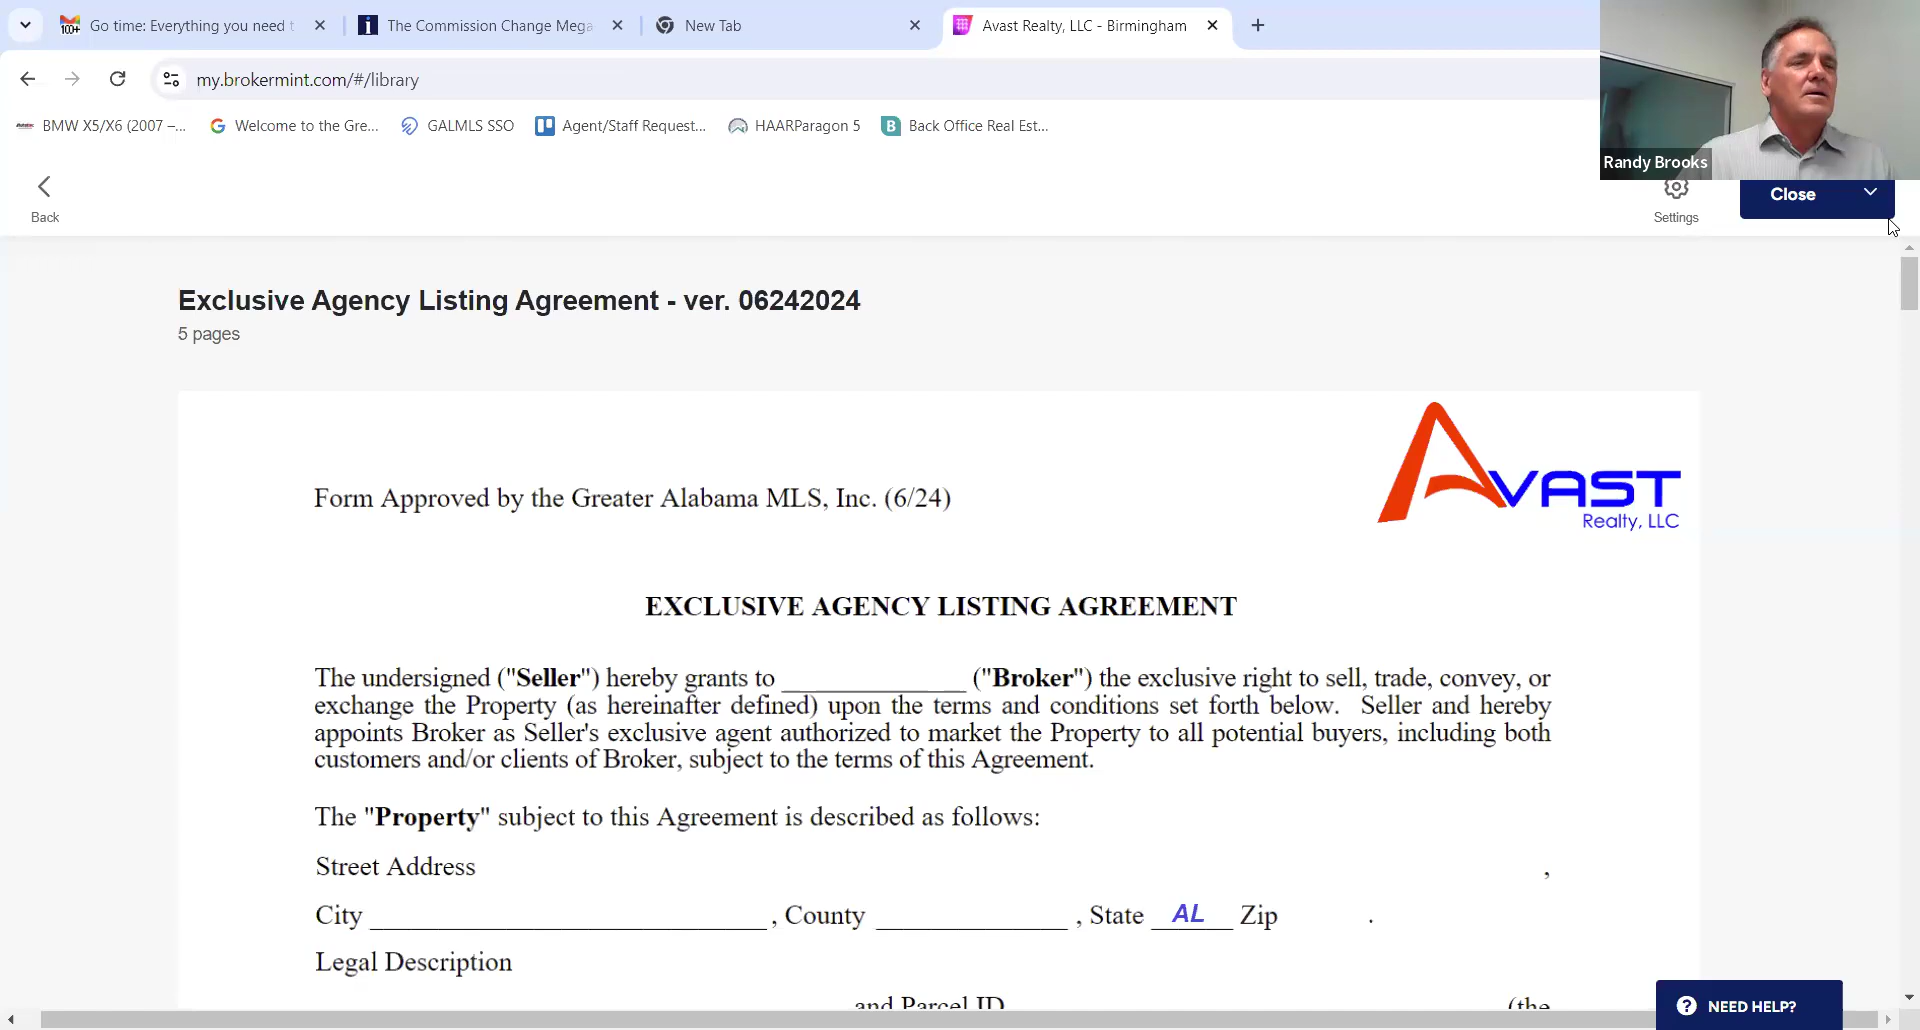 Go time: Everything you need t
The Commission Change Mega
New Tab
Avast Realty, LLC - Birmingham
my.brokermint.com/#/library
BMW X5/X6 (2007 –...
Welcome to the Gre...
GALMLS SSO
Agent/Staff Request...
HAARParagon 5
Back Office Real Est...
Randy Brooks
Back
Settings
Close
Exclusive Agency Listing Agreement - ver. 06242024
5 pages
AVAST
Realty, LLC
Form Approved by the Greater Alabama MLS, Inc. (6/24)
EXCLUSIVE AGENCY LISTING AGREEMENT
The undersigned ("Seller") hereby grants to ______________ ("Broker") the exclusive right to sell, trade, convey, or
exchange the Property (as hereinafter defined) upon the terms and conditions set forth below. Seller and hereby
appoints Broker as Seller's exclusive agent authorized to market the Property to all potential buyers, including both
customers and/or clients of Broker, subject to the terms of this Agreement.
The "Property" subject to this Agreement is described as follows:
Street Address ,
City ______________________________, County ______________, State AL Zip .
Legal Description
and Parcel ID (the
NEED HELP?